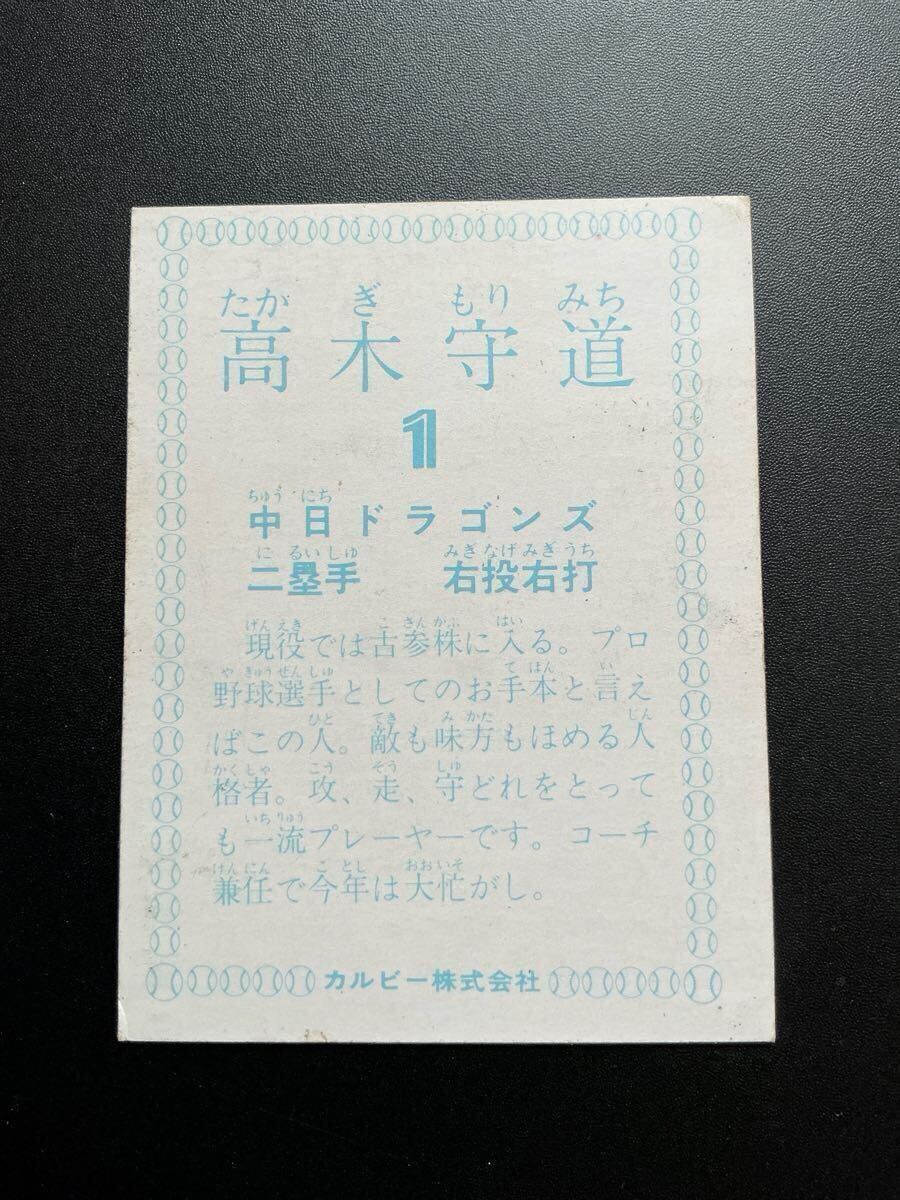 たか ぎ もり みち
高木守道
1
ちゅう にち
中日ドラゴンズ
に るい しゅ みぎ なげ みぎ うち
二塁手 右投右打
げん えき こ さん かぶ はい
現役では古参株に入る。プロ
や きゅう せん しゅ て ほん い
野球選手としてのお手本と言え
ひと てき み かた じん
ばこの人。敵も味方もほめる人
かく しゃ こう そう しゅ
格者。攻、走、守どれをとって
いち りゅう
も一流プレーヤーです。コーチ
けん にん こ とし おお いそ
兼任で今年は大忙がし。
カルビー株式会社